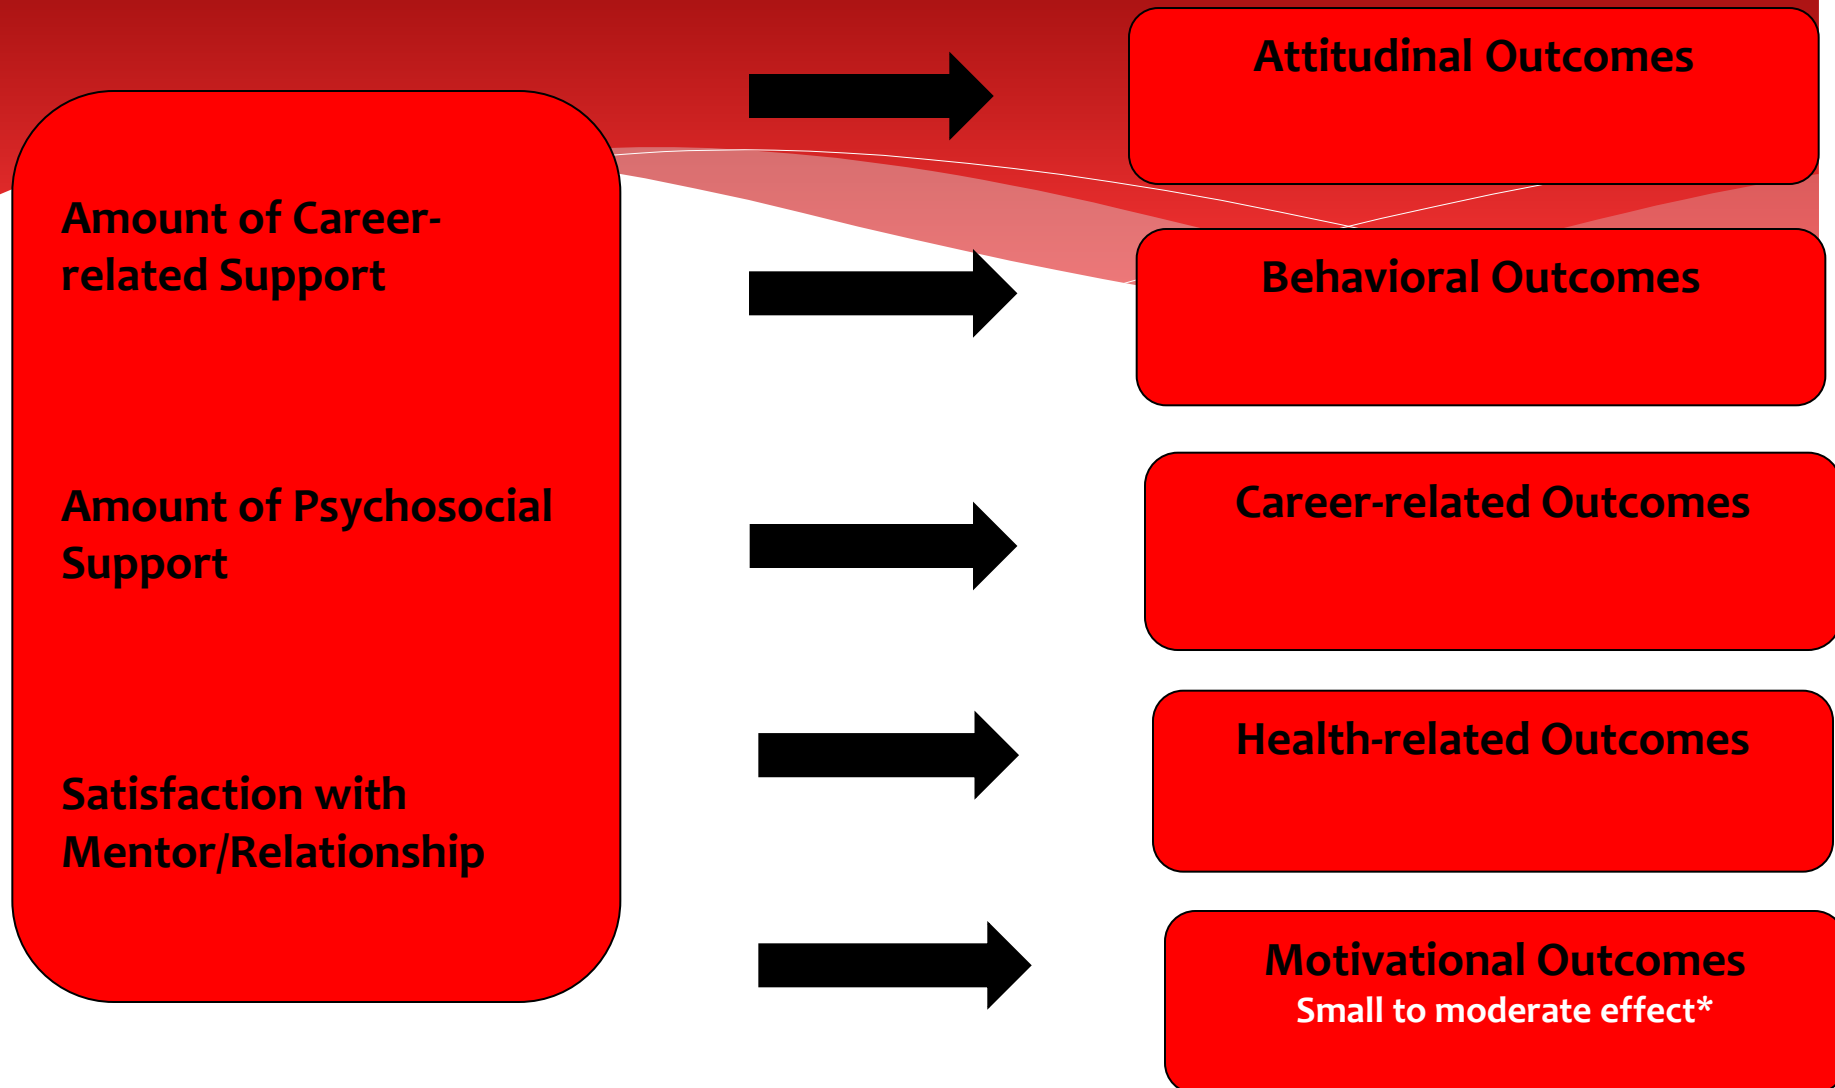 Amount of Career-
related Support
Amount of Psychosocial
Support
Satisfaction with
Mentor/Relationship
Attitudinal Outcomes
Behavioral Outcomes
Career-related Outcomes
Health-related Outcomes
Motivational Outcomes
Small to moderate effect*